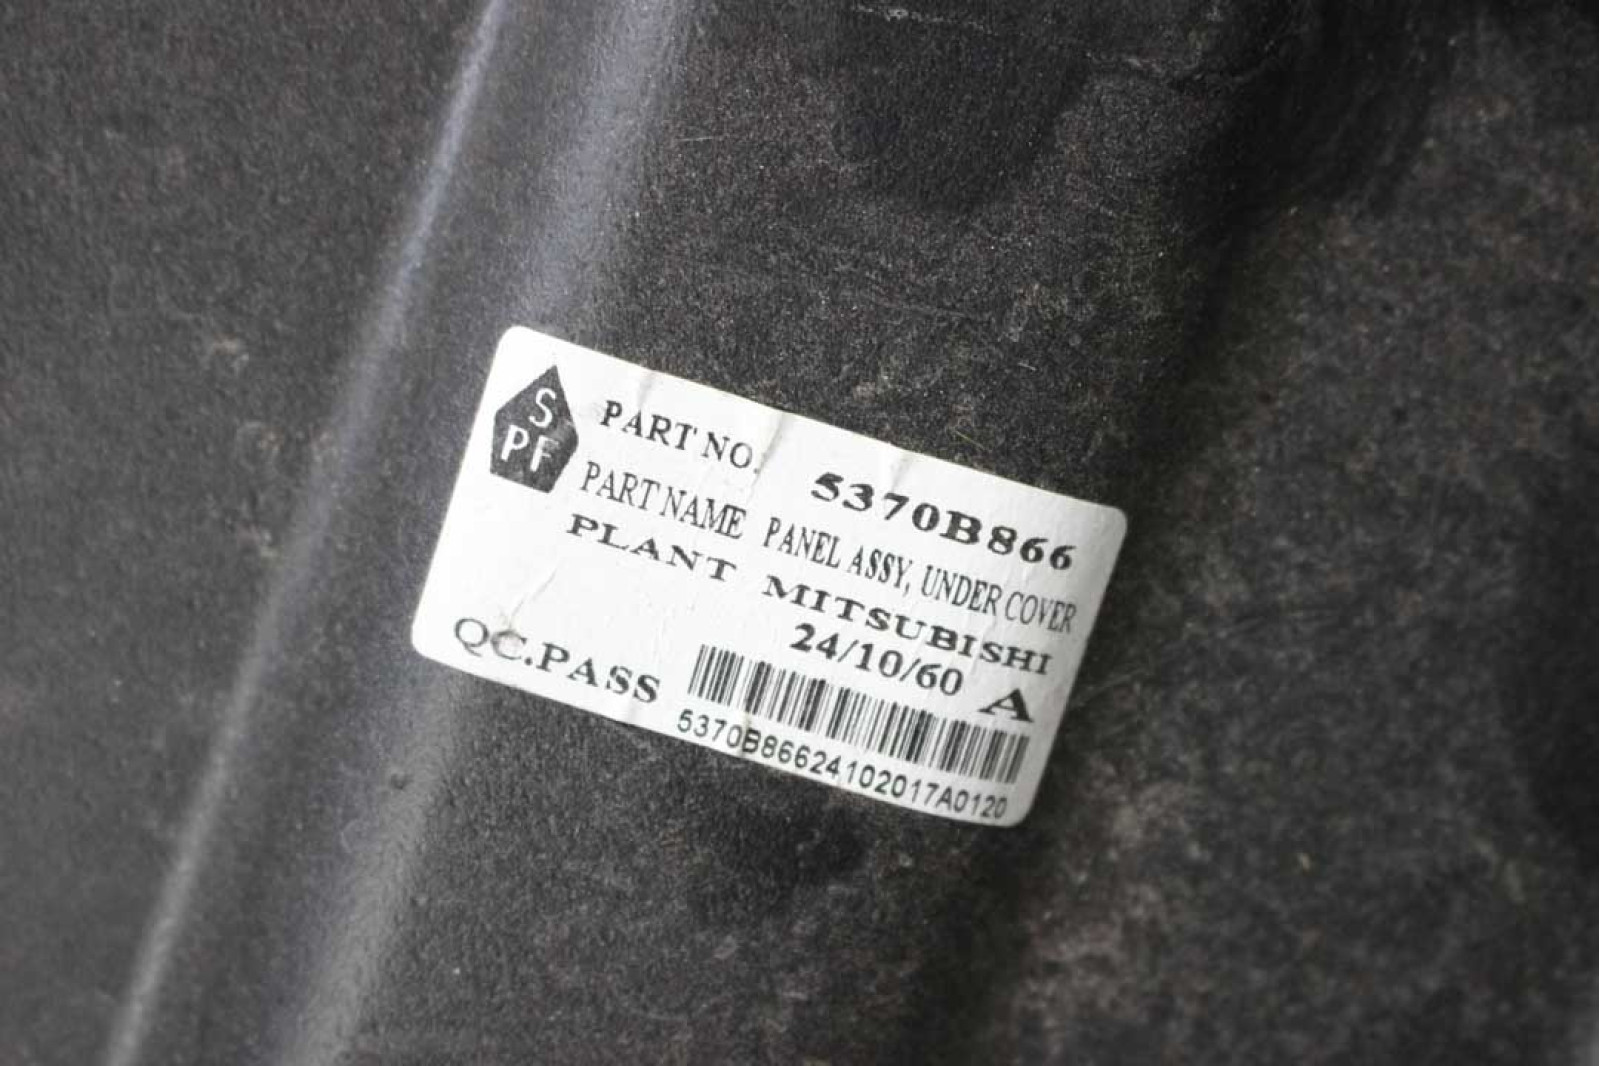 S
PF
PART NO. 5370B866
PART NAME PANEL ASSY, UNDER COVER
PLANT MITSUBISHI
24/10/60 A
QC.PASS
5370B86624102017A0120